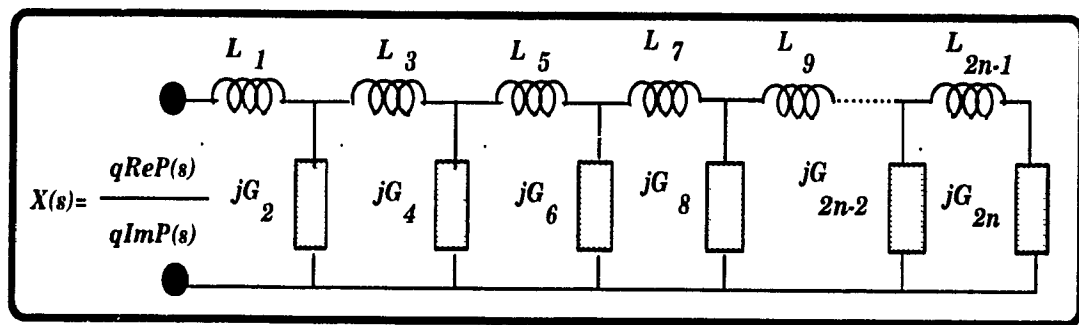 L 1 L 3 L 5 L 7 L 9 L 2n-1
X(s)= qReP(s) / qImP(s)
jG 2 jG 4 jG 6 jG 8 jG 2n-2 jG 2n